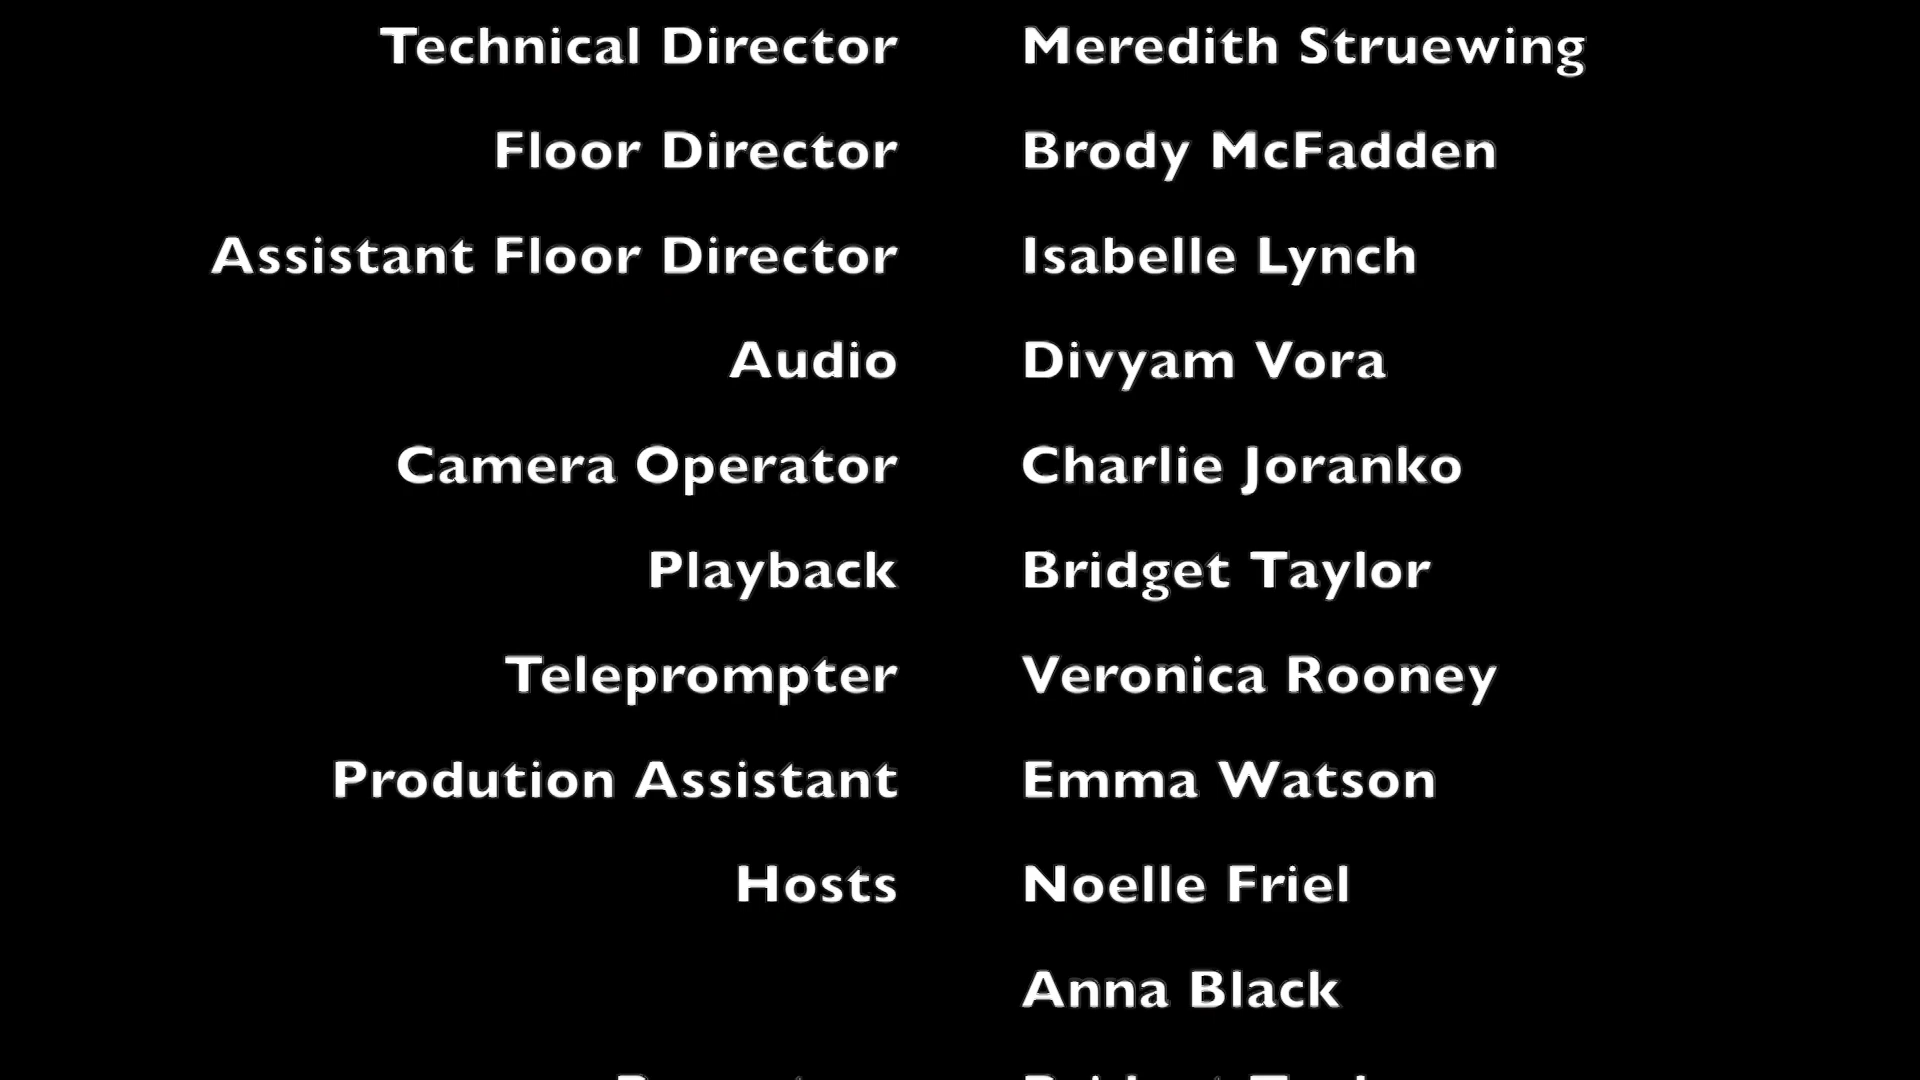 Technical Director Meredith Struewing
Floor Director Brody McFadden
Assistant Floor Director Isabelle Lynch
Audio Divyam Vora
Camera Operator Charlie Joranko
Playback Bridget Taylor
Teleprompter Veronica Rooney
Prodution Assistant Emma Watson
Hosts Noelle Friel
Anna Black